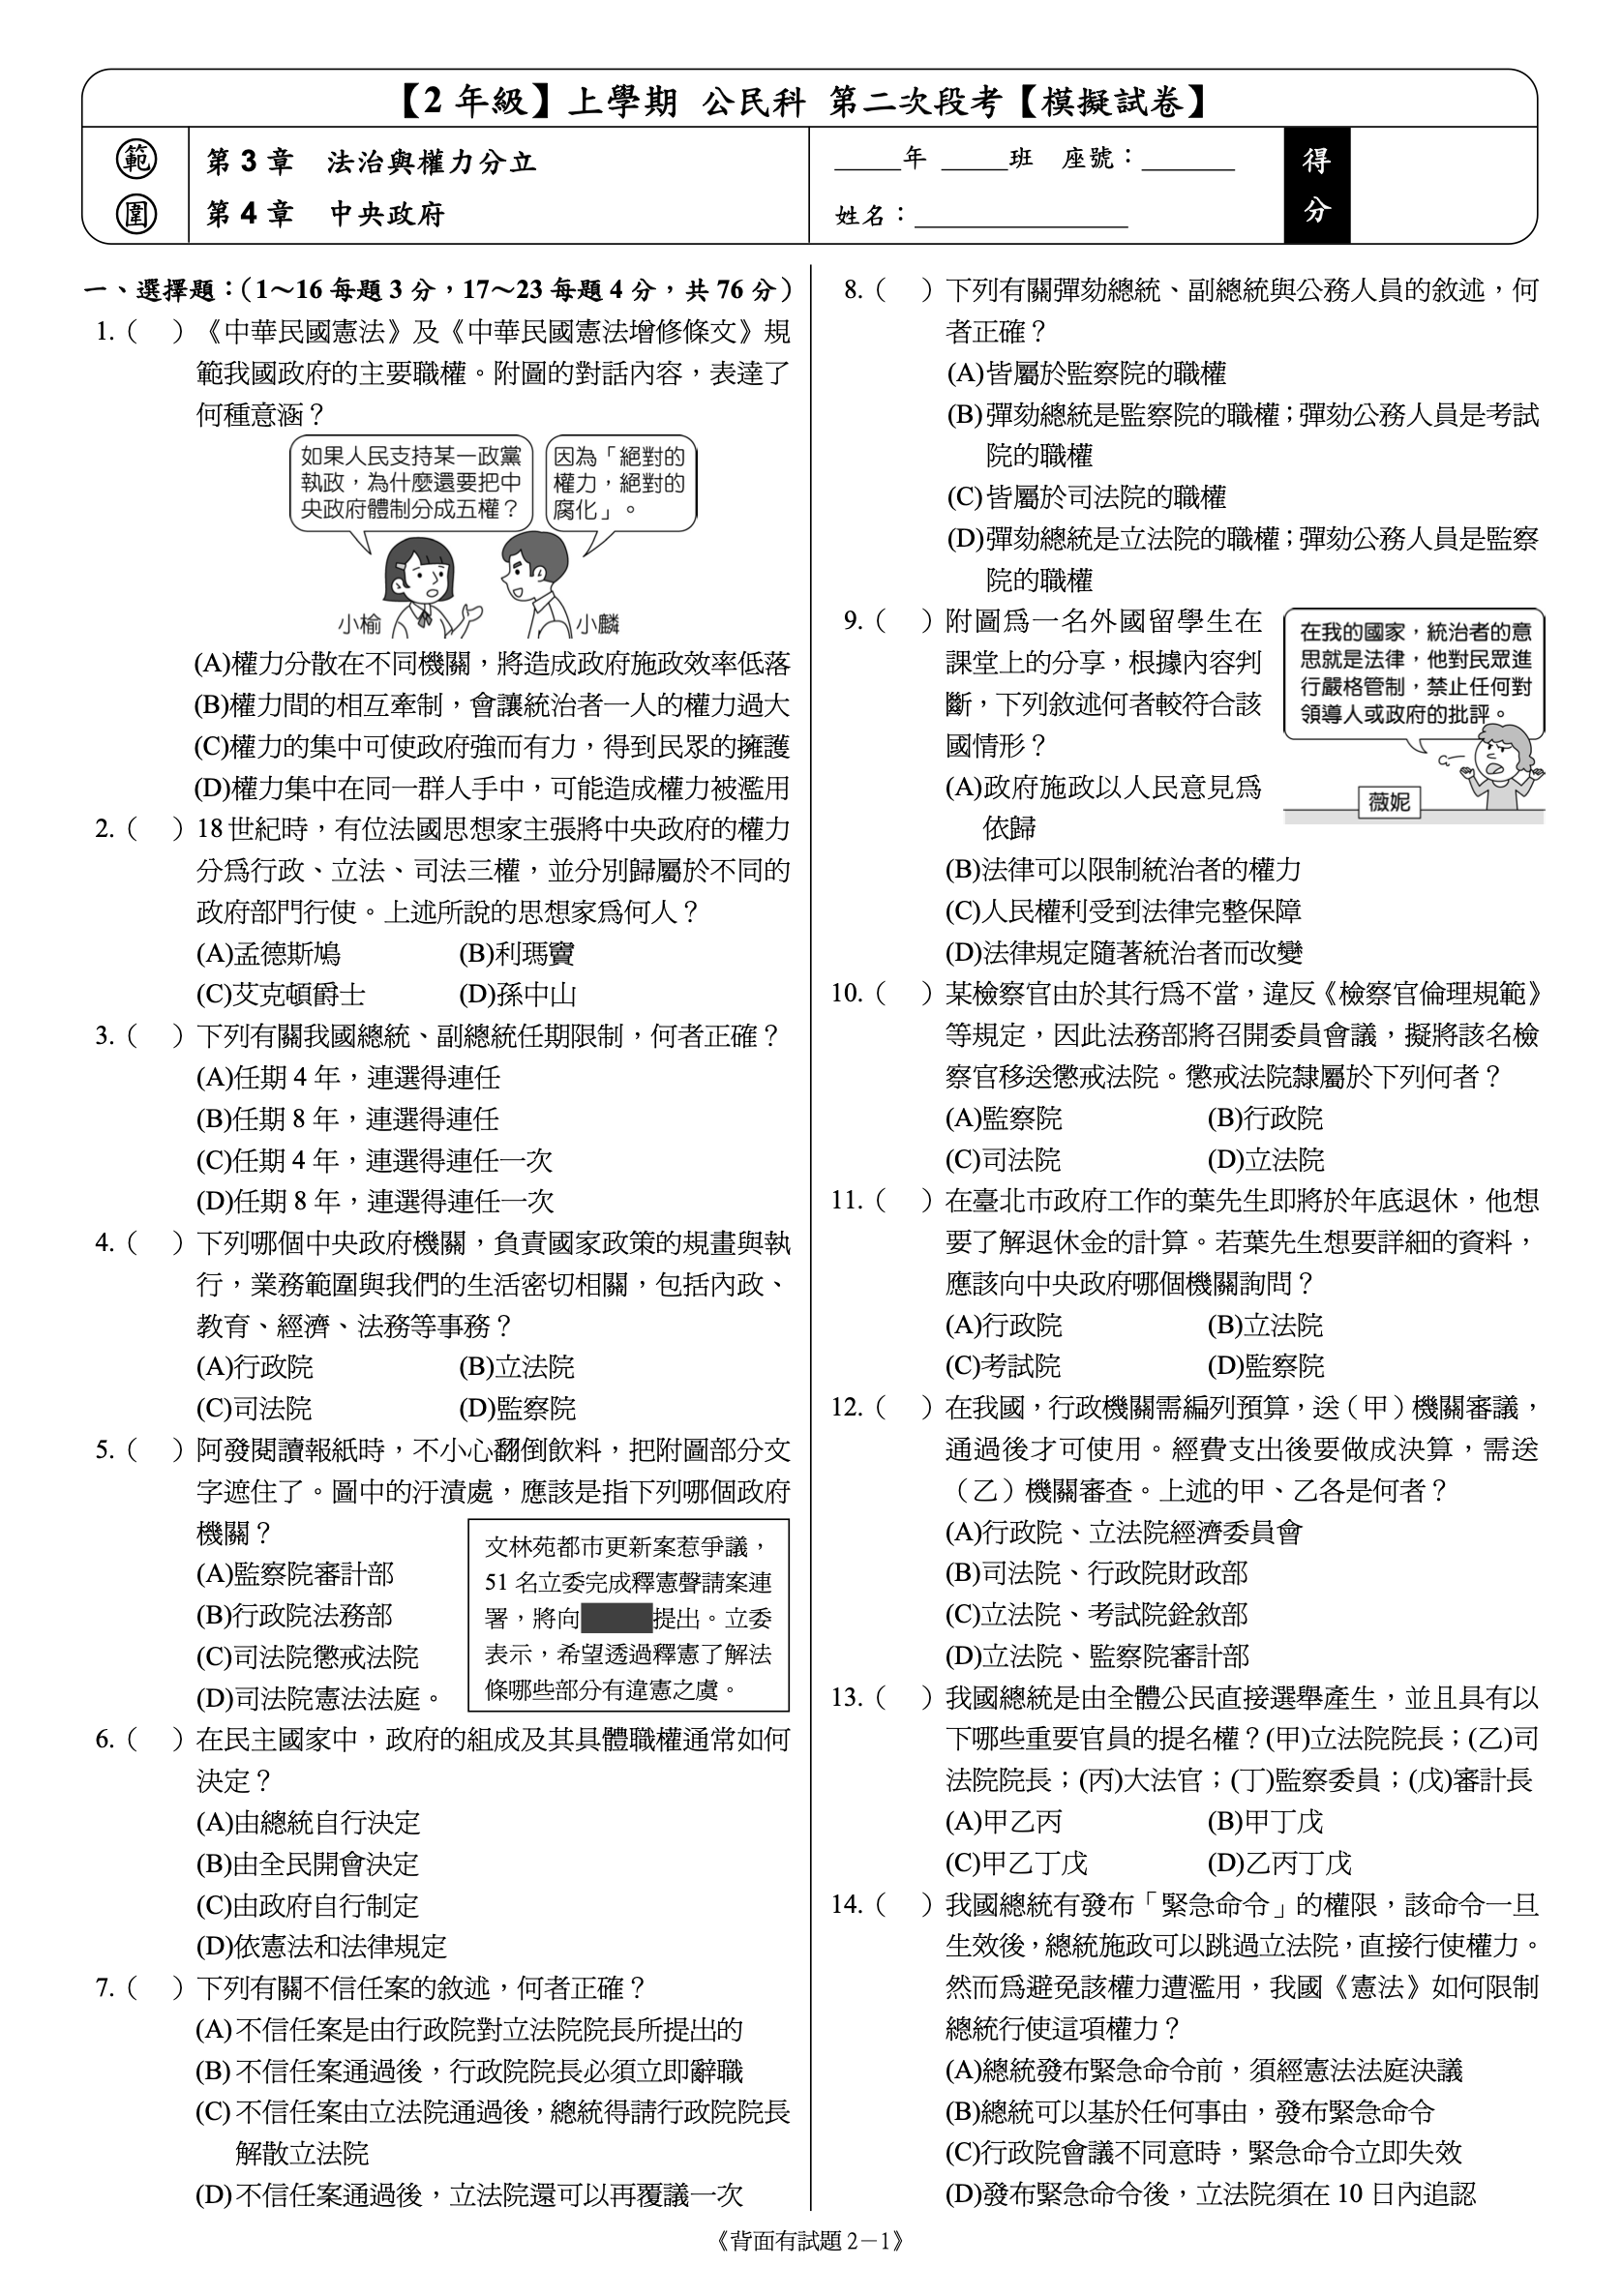 【2 年級】上學期 公民科 第二次段考【模擬試卷】
範
圍
第 3 章 法治與權力分立
第 4 章 中央政府
_____年 _____班 座號：_______
姓名：________________
得
分
一、選擇題：（1～16 每題 3 分，17～23 每題 4 分，共 76 分）
1.（ ）《中華民國憲法》及《中華民國憲法增修條文》規
範我國政府的主要職權。附圖的對話內容，表達了
何種意涵？
如果人民支持某一政黨
執政，為什麼還要把中
央政府體制分成五權？
因為「絕對的
權力，絕對的
腐化」。
小榆
小麟
(A)權力分散在不同機關，將造成政府施政效率低落
(B)權力間的相互牽制，會讓統治者一人的權力過大
(C)權力的集中可使政府強而有力，得到民眾的擁護
(D)權力集中在同一群人手中，可能造成權力被濫用
2.（ ）18 世紀時，有位法國思想家主張將中央政府的權力
分為行政、立法、司法三權，並分別歸屬於不同的
政府部門行使。上述所說的思想家為何人？
(A)孟德斯鳩 (B)利瑪竇
(C)艾克頓爵士 (D)孫中山
3.（ ）下列有關我國總統、副總統任期限制，何者正確？
(A)任期 4 年，連選得連任
(B)任期 8 年，連選得連任
(C)任期 4 年，連選得連任一次
(D)任期 8 年，連選得連任一次
4.（ ）下列哪個中央政府機關，負責國家政策的規畫與執
行，業務範圍與我們的生活密切相關，包括內政、
教育、經濟、法務等事務？
(A)行政院 (B)立法院
(C)司法院 (D)監察院
5.（ ）阿發閱讀報紙時，不小心翻倒飲料，把附圖部分文
字遮住了。圖中的汙漬處，應該是指下列哪個政府
機關？
(A)監察院審計部
(B)行政院法務部
(C)司法院懲戒法院
(D)司法院憲法法庭。
文林苑都市更新案惹爭議，
51 名立委完成釋憲聲請案連
署，將向　　提出。立委
表示，希望透過釋憲了解法
條哪些部分有違憲之虞。
6.（ ）在民主國家中，政府的組成及其具體職權通常如何
決定？
(A)由總統自行決定
(B)由全民開會決定
(C)由政府自行制定
(D)依憲法和法律規定
7.（ ）下列有關不信任案的敘述，何者正確？
(A)不信任案是由行政院對立法院院長所提出的
(B)不信任案通過後，行政院院長必須立即辭職
(C)不信任案由立法院通過後，總統得請行政院院長
解散立法院
(D)不信任案通過後，立法院還可以再覆議一次
8.（ ）下列有關彈劾總統、副總統與公務人員的敘述，何
者正確？
(A)皆屬於監察院的職權
(B)彈劾總統是監察院的職權；彈劾公務人員是考試
院的職權
(C)皆屬於司法院的職權
(D)彈劾總統是立法院的職權；彈劾公務人員是監察
院的職權
9.（ ）附圖為一名外國留學生在
課堂上的分享，根據內容判
斷，下列敘述何者較符合該
國情形？
在我的國家，統治者的意
思就是法律，他對民眾進
行嚴格管制，禁止任何對
領導人或政府的批評。
薇妮
(A)政府施政以人民意見為
依歸
(B)法律可以限制統治者的權力
(C)人民權利受到法律完整保障
(D)法律規定隨著統治者而改變
10.（ ）某檢察官由於其行為不當，違反《檢察官倫理規範》
等規定，因此法務部將召開委員會議，擬將該名檢
察官移送懲戒法院。懲戒法院隸屬於下列何者？
(A)監察院 (B)行政院
(C)司法院 (D)立法院
11.（ ）在臺北市政府工作的葉先生即將於年底退休，他想
要了解退休金的計算。若葉先生想要詳細的資料，
應該向中央政府哪個機關詢問？
(A)行政院 (B)立法院
(C)考試院 (D)監察院
12.（ ）在我國，行政機關需編列預算，送（甲）機關審議，
通過後才可使用。經費支出後要做成決算，需送
（乙）機關審查。上述的甲、乙各是何者？
(A)行政院、立法院經濟委員會
(B)司法院、行政院財政部
(C)立法院、考試院銓敘部
(D)立法院、監察院審計部
13.（ ）我國總統是由全體公民直接選舉產生，並且具有以
下哪些重要官員的提名權？(甲)立法院院長；(乙)司
法院院長；(丙)大法官；(丁)監察委員；(戊)審計長
(A)甲乙丙 (B)甲丁戊
(C)甲乙丁戊 (D)乙丙丁戊
14.（ ）我國總統有發布「緊急命令」的權限，該命令一旦
生效後，總統施政可以跳過立法院，直接行使權力。
然而為避免該權力遭濫用，我國《憲法》如何限制
總統行使這項權力？
(A)總統發布緊急命令前，須經憲法法庭決議
(B)總統可以基於任何事由，發布緊急命令
(C)行政院會議不同意時，緊急命令立即失效
(D)發布緊急命令後，立法院須在 10 日內追認
《背面有試題 2－1》